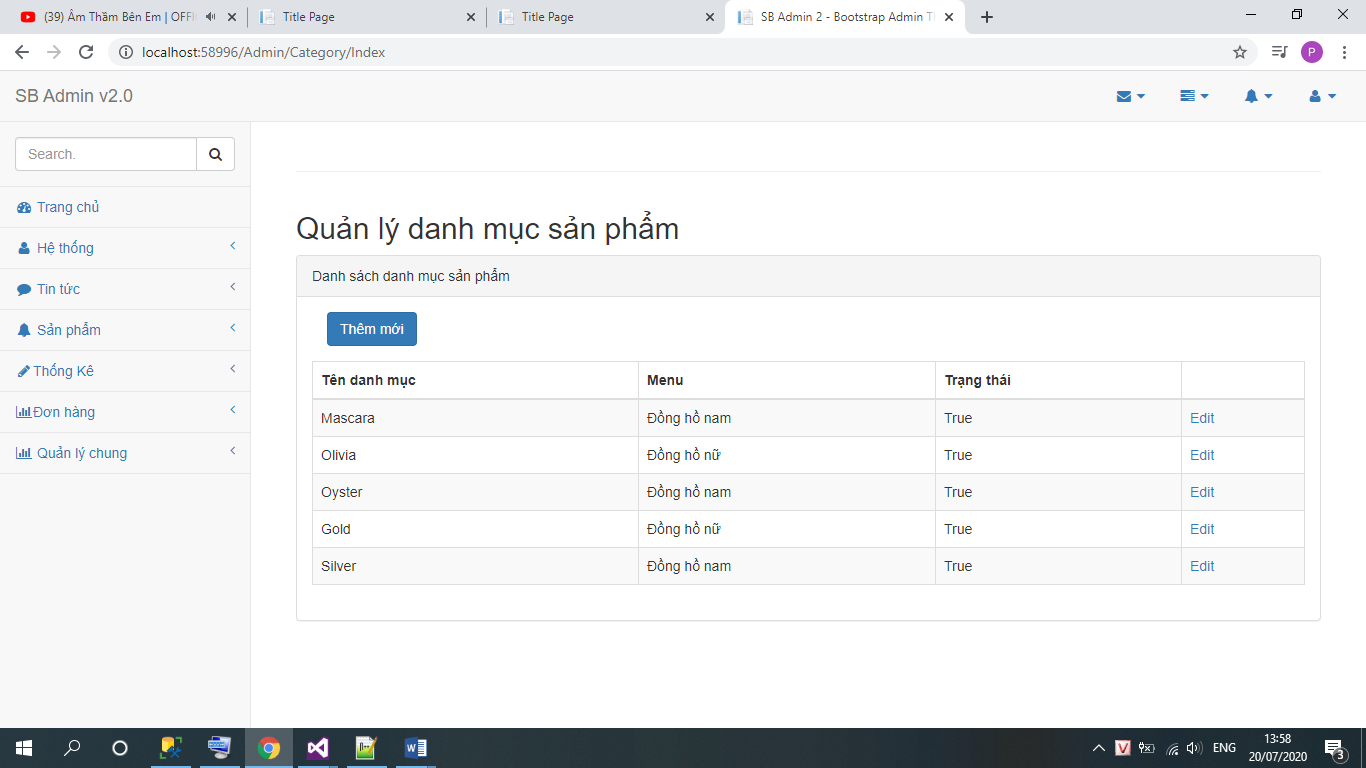 (39) Âm Thầm Bên Em | OFFI
Title Page
Title Page
SB Admin 2 - Bootstrap Admin Th
localhost:58996/Admin/Category/Index
P
SB Admin v2.0
Search.
Trang chủ
Hệ thống
Tin tức
Sản phẩm
Thống Kê
Đơn hàng
Quản lý chung
Quản lý danh mục sản phẩm
Danh sách danh mục sản phẩm
Thêm mới
Tên danh mục Menu Trạng thái
Mascara Đồng hồ nam True Edit
Olivia Đồng hồ nữ True Edit
Oyster Đồng hồ nam True Edit
Gold Đồng hồ nữ True Edit
Silver Đồng hồ nam True Edit
V ENG 13:58
20/07/2020
3